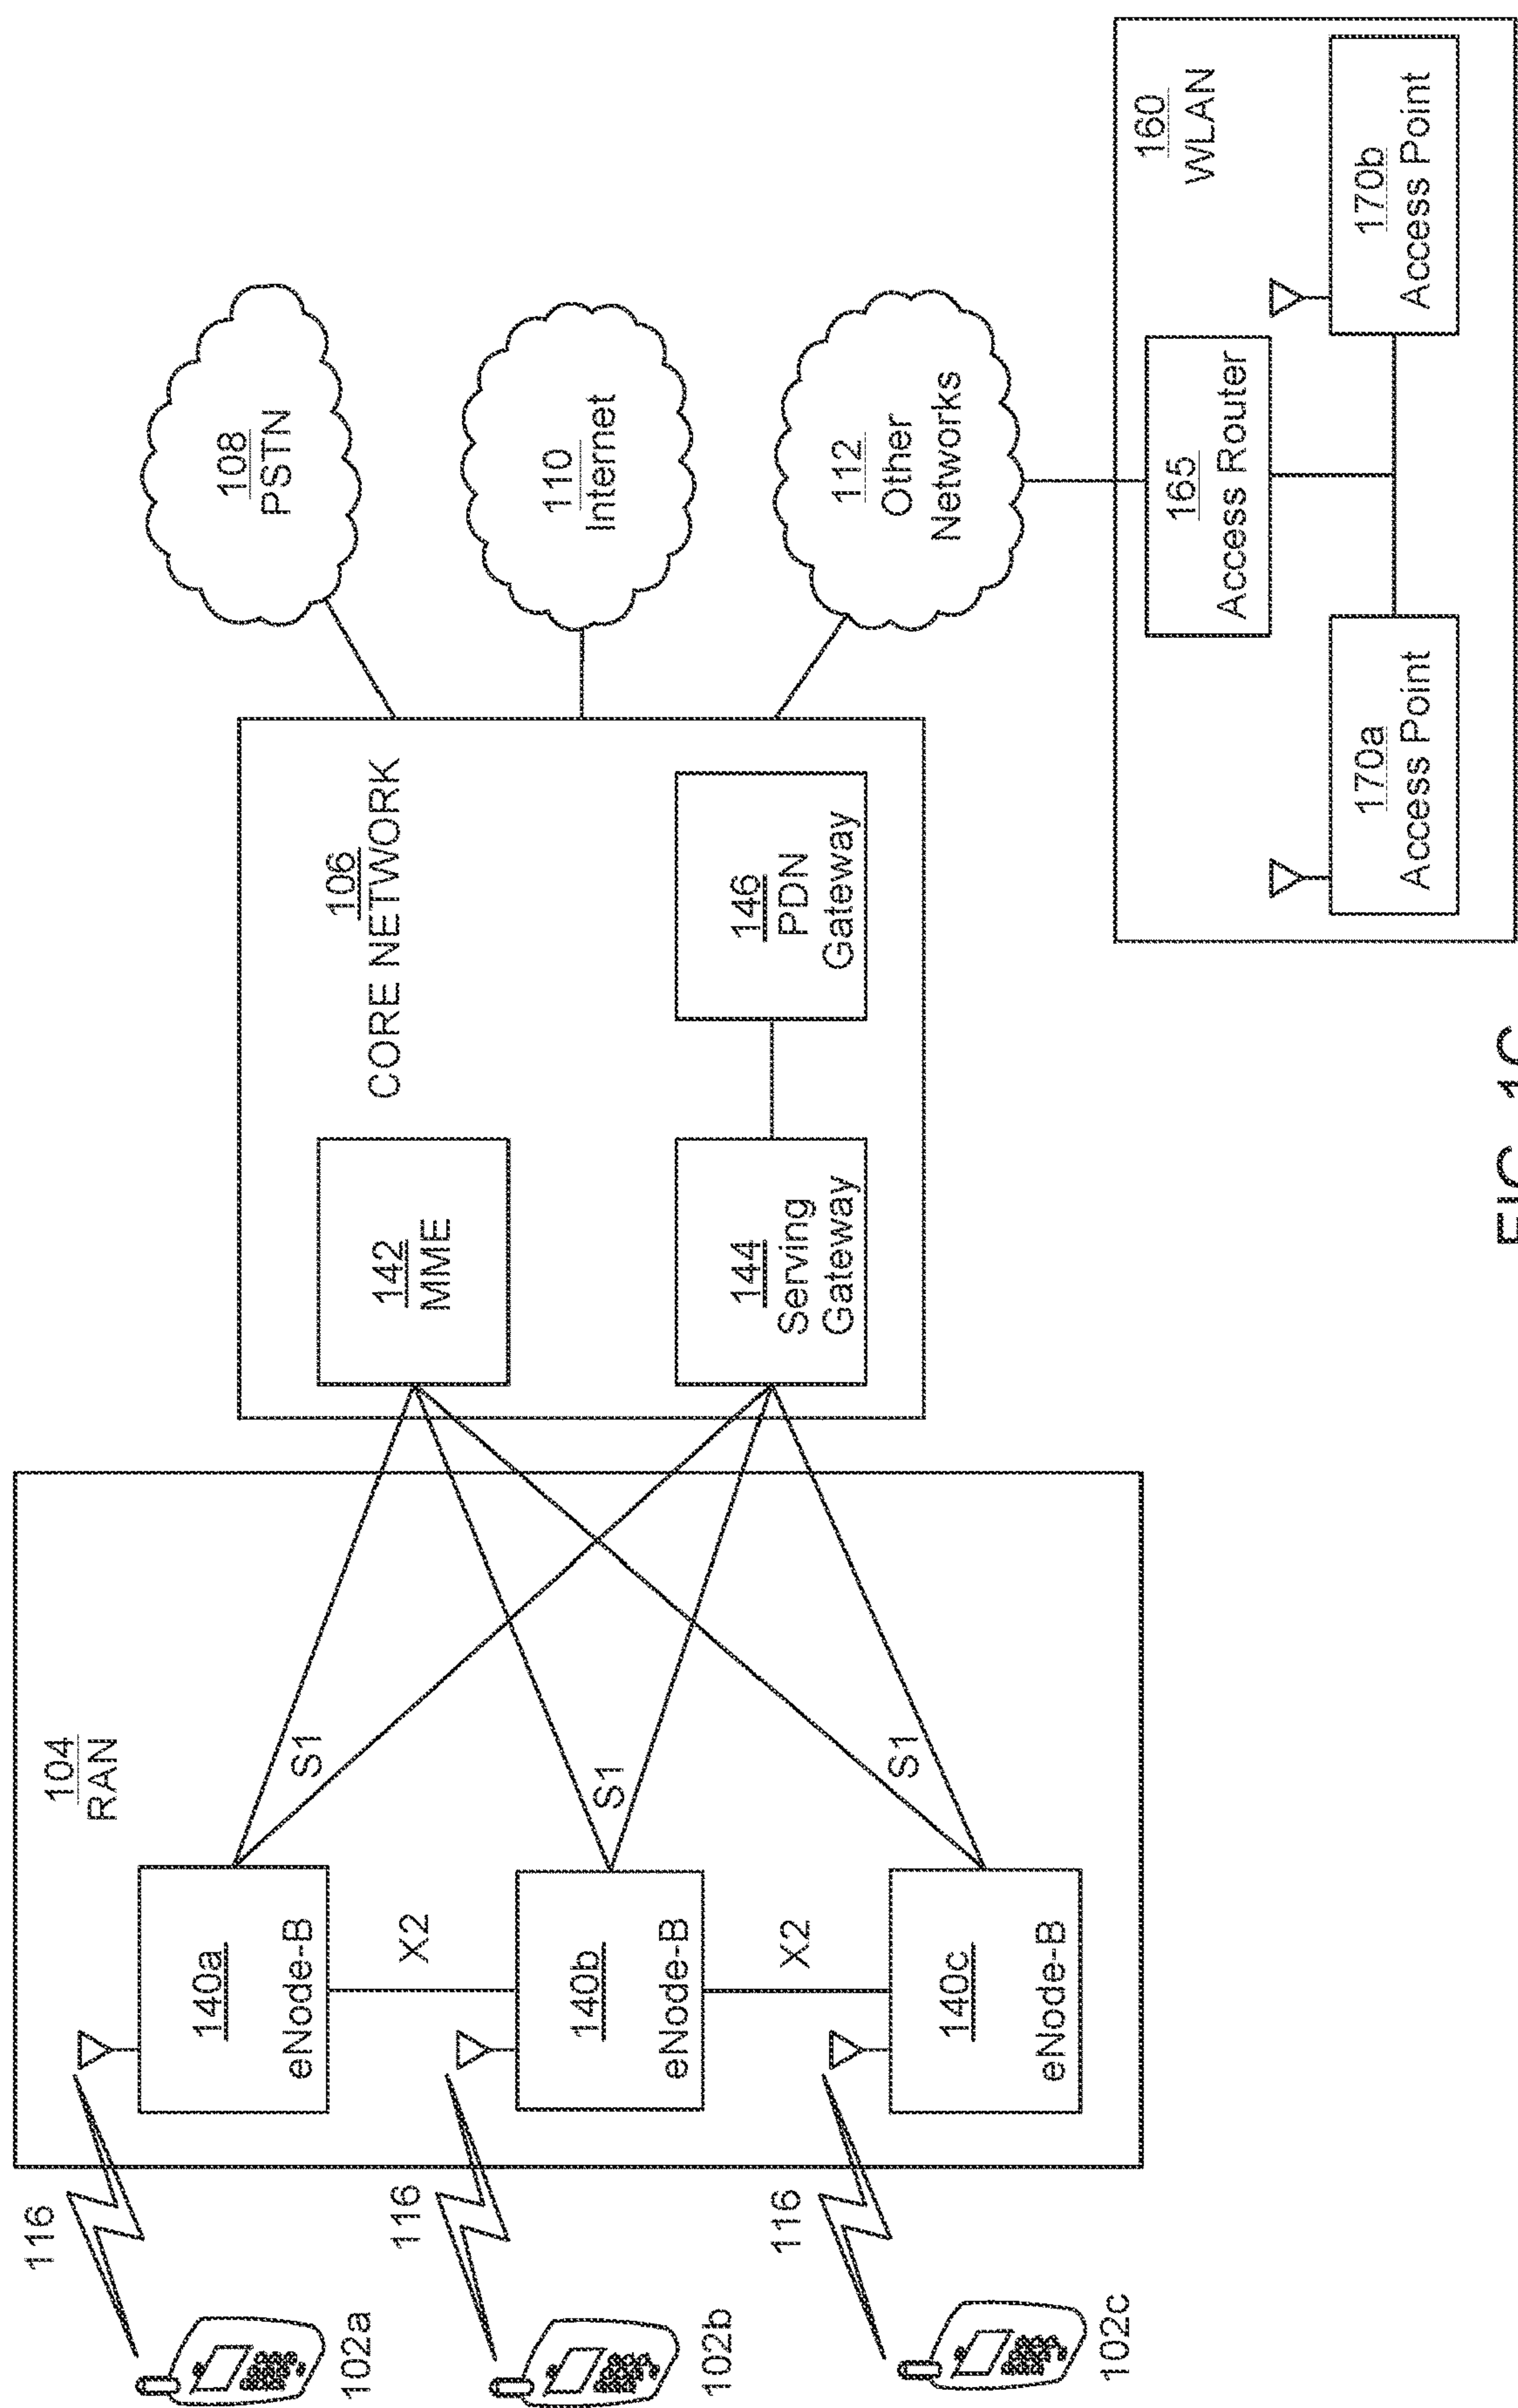 104
RAN
116
102a
140a
eNode-B
S1
X2
116
102b
140b
eNode-B
S1
X2
116
102c
140c
eNode-B
S1
106
CORE NETWORK
142
MME
144
Serving
Gateway
146
PDN
Gateway
108
PSTN
110
Internet
112
Other
Networks
160
WLAN
165
Access Router
170a
Access Point
170b
Access Point